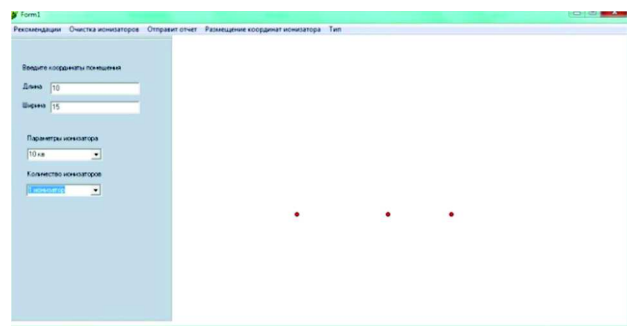 Form1
Рекомендации Очистка ионизаторов Отправит отчет Размещение координат ионизатора Тип
Введите координаты помещения
Длина 10
Ширина 15
Параметры ионизатора
10 кв
Количество ионизаторов
ионизатор